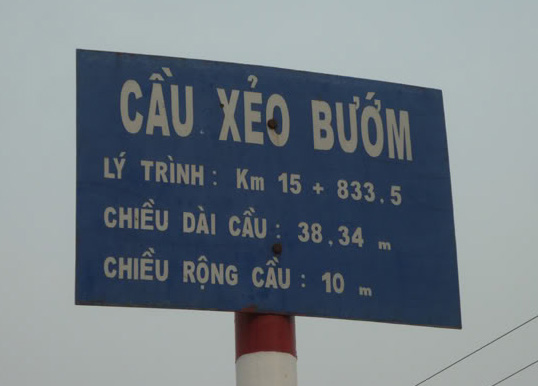 CẦU XẺO BƯỚM
LÝ TRÌNH : Km 15 + 833.5
CHIỀU DÀI CẦU : 38.34 m
CHIỀU RỘNG CẦU : 10 m